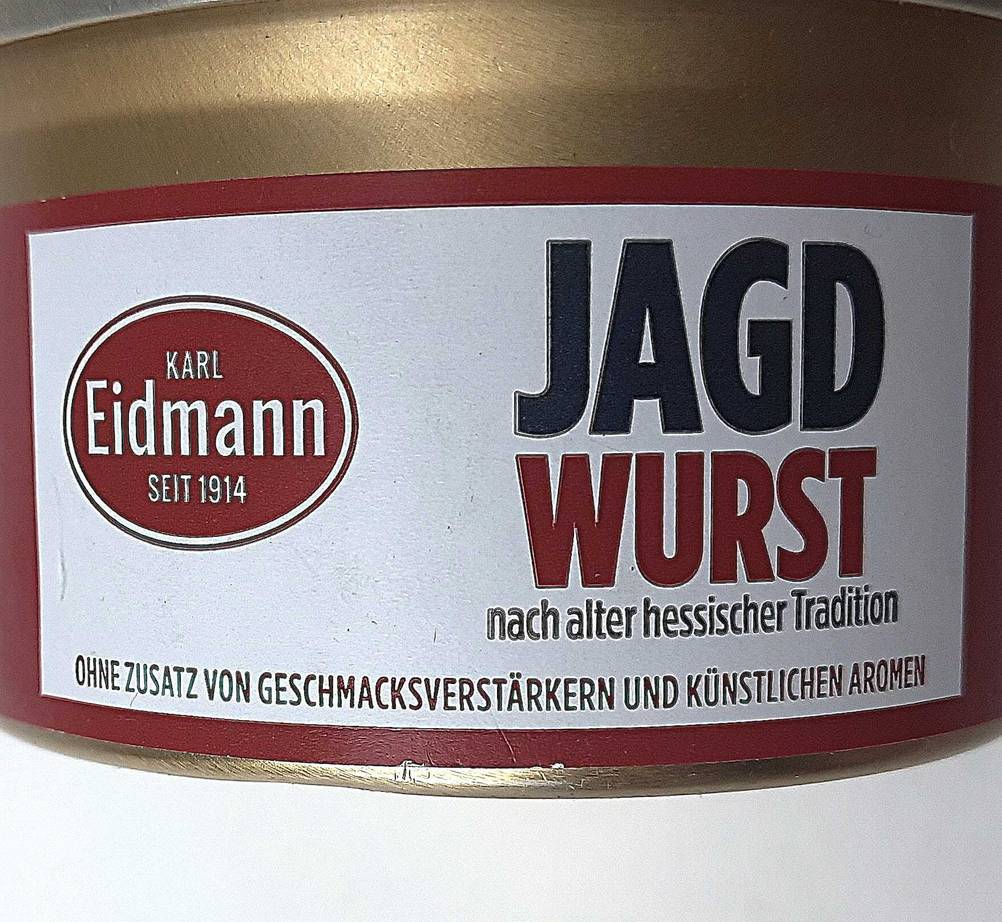 KARL
Eidmann
SEIT 1914
JAGD
WURST
nach alter hessischer Tradition
OHNE ZUSATZ VON GESCHMACKSVERSTÄRKERN UND KÜNSTLICHEN AROMEN